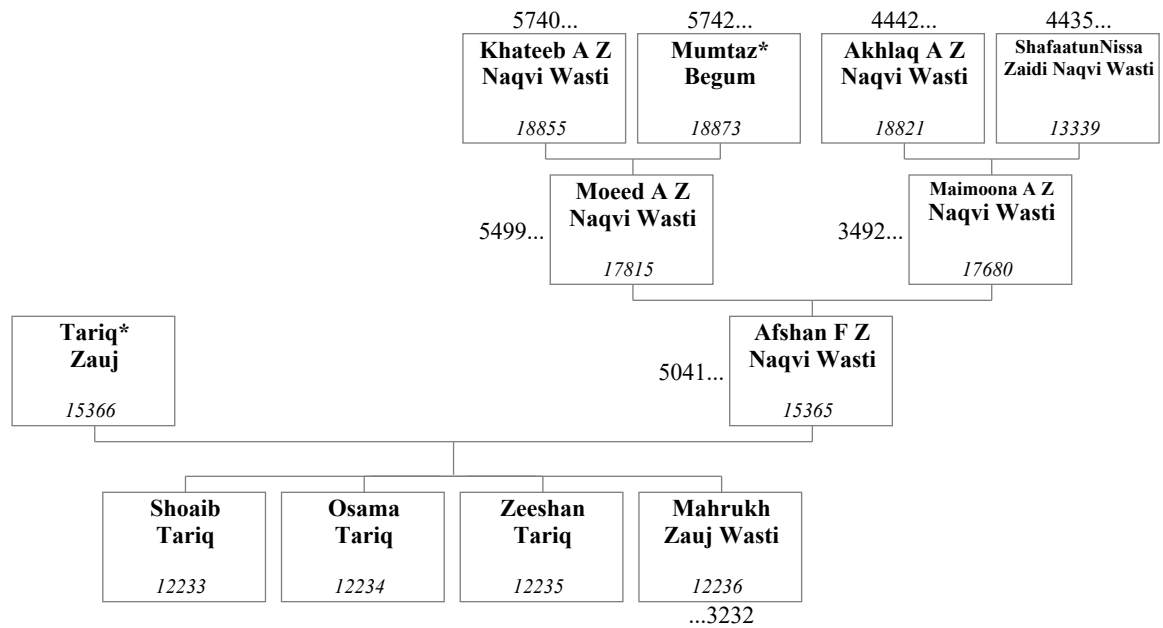 5740...
5742...
4442...
4435...
Khateeb A Z
Naqvi Wasti
18855
Mumtaz*
Begum
18873
Akhlaq A Z
Naqvi Wasti
18821
ShafaatunNissa
Zaidi Naqvi Wasti
13339
5499...
Moeed A Z
Naqvi Wasti
17815
3492...
Maimoona A Z
Naqvi Wasti
17680
Tariq*
Zauj
15366
5041...
Afshan F Z
Naqvi Wasti
15365
Shoaib
Tariq
12233
Osama
Tariq
12234
Zeeshan
Tariq
12235
Mahrukh
Zauj Wasti
12236
...3232